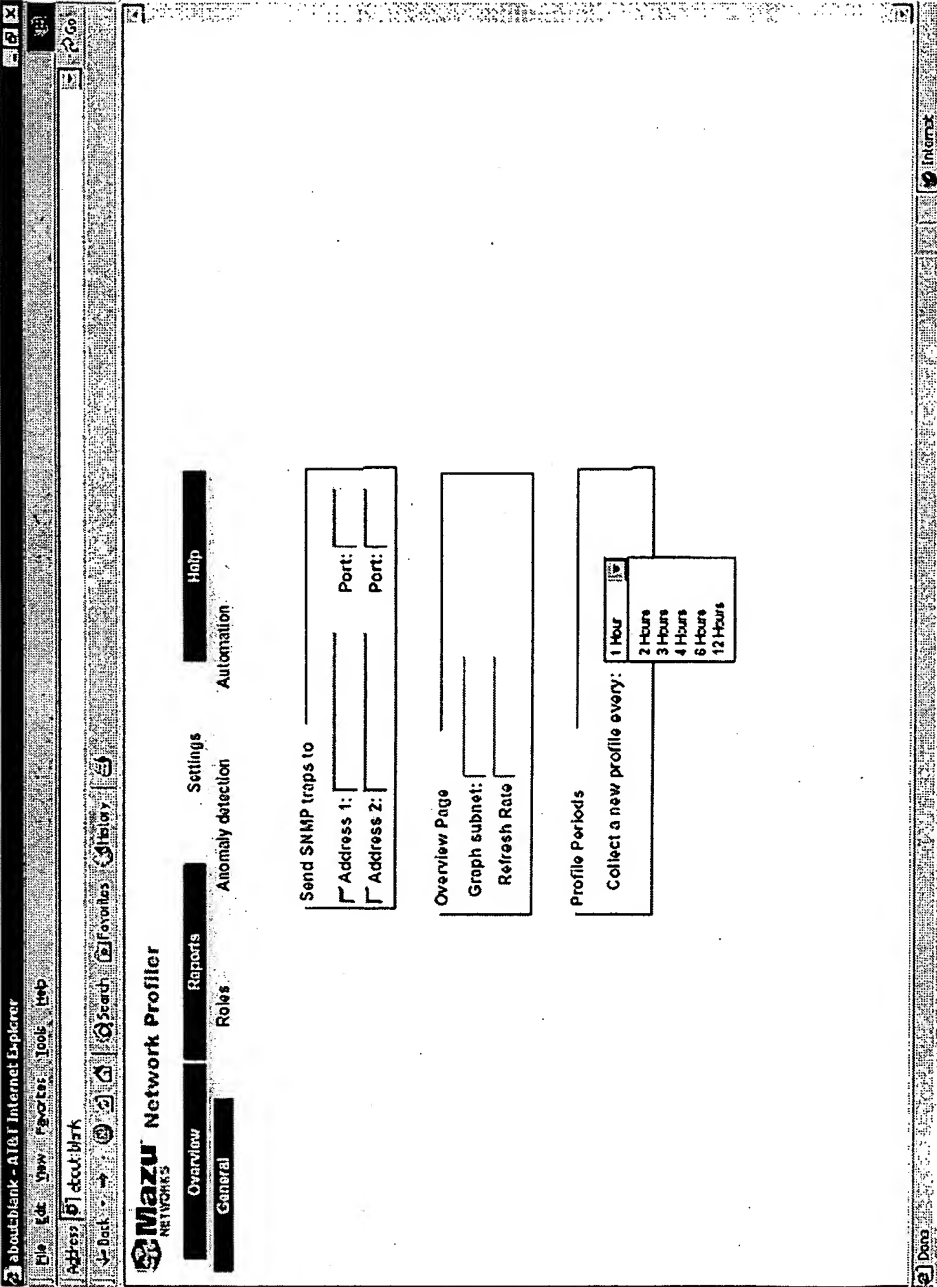 about:blank - AT&T Internet Explorer
File Edit View Favorites Tools Help
Address about:blank Go
Back Search Favorites History
Mazu Network Profiler
NETWORKS
Overview Reports Settings Help
General Roles Anomaly detection Automation
Send SNMP traps to
Address 1: Port:
Address 2: Port:
Overview Page
Graph subnet:
Refresh Rate
Profile Periods
Collect a new profile every: 1 Hour
2 Hours
3 Hours
4 Hours
6 Hours
12 Hours
Done Internet